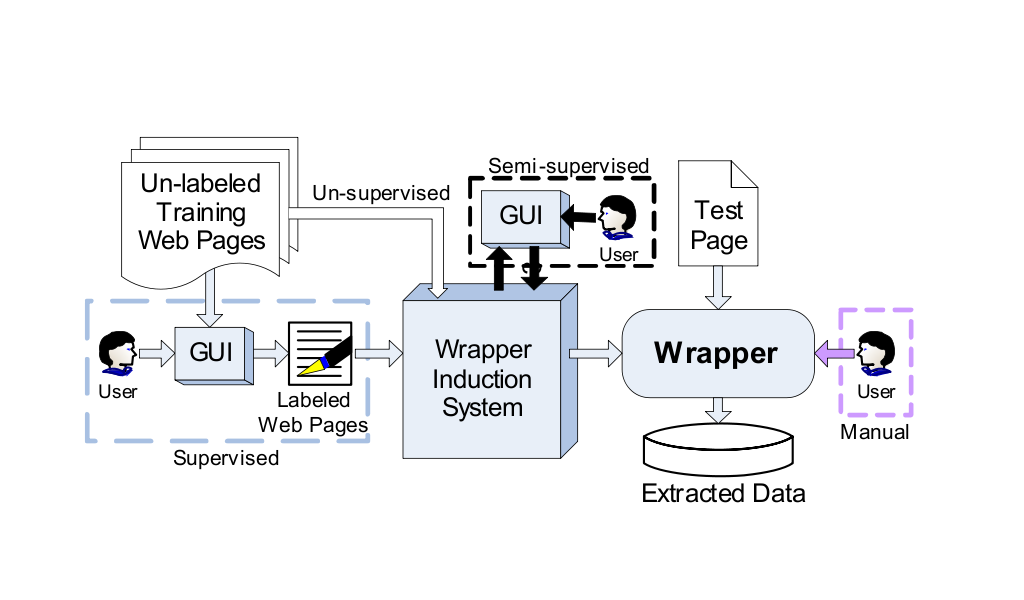 Un-labeled
Training
Web Pages
Un-supervised
Semi-supervised
GUI
User
Test
Page
User
GUI
Labeled
Web Pages
Supervised
Wrapper
Induction
System
Wrapper
User
Manual
Extracted Data